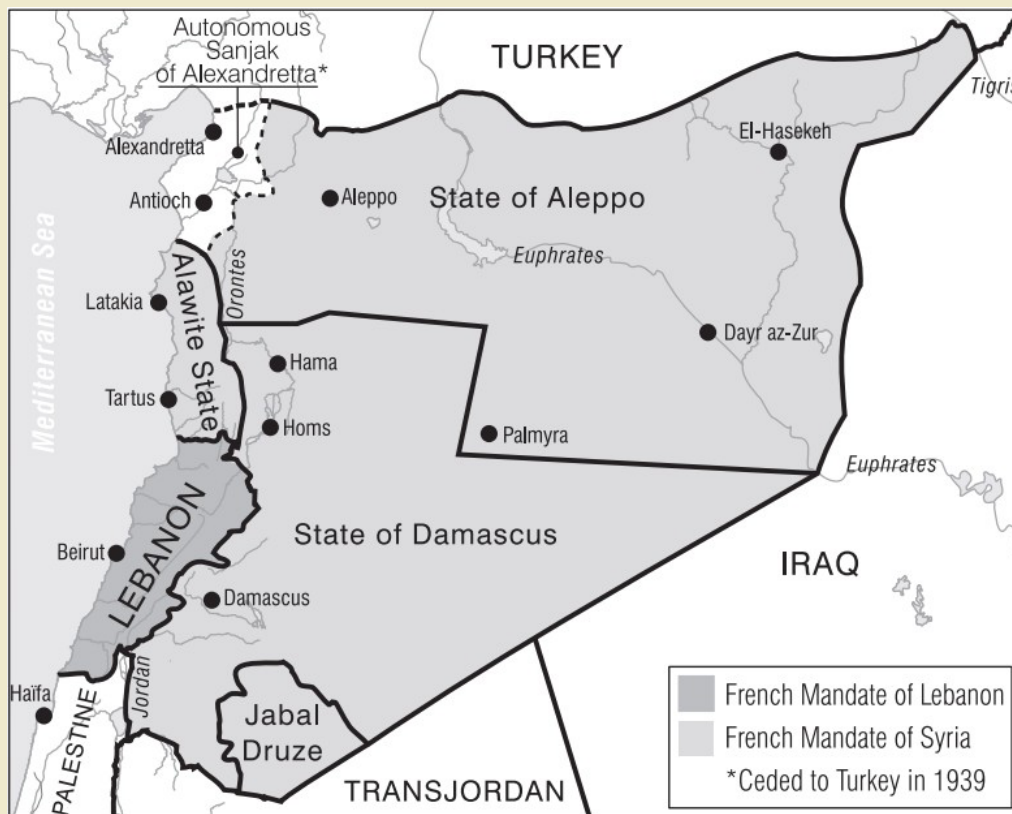 Autonomous
Sanjak
of Alexandretta*
TURKEY
Tigris
Alexandretta
El-Hasekeh
Antioch
Aleppo
State of Aleppo
Mediterranean Sea
Orontes
Euphrates
Alawite State
Latakia
Dayr az-Zur
Hama
Tartus
Homs
Palmyra
Euphrates
LEBANON
State of Damascus
Beirut
IRAQ
Damascus
Haïfa
Jordan
PALESTINE
Jabal
Druze
TRANSJORDAN
French Mandate of Lebanon
French Mandate of Syria
*Ceded to Turkey in 1939